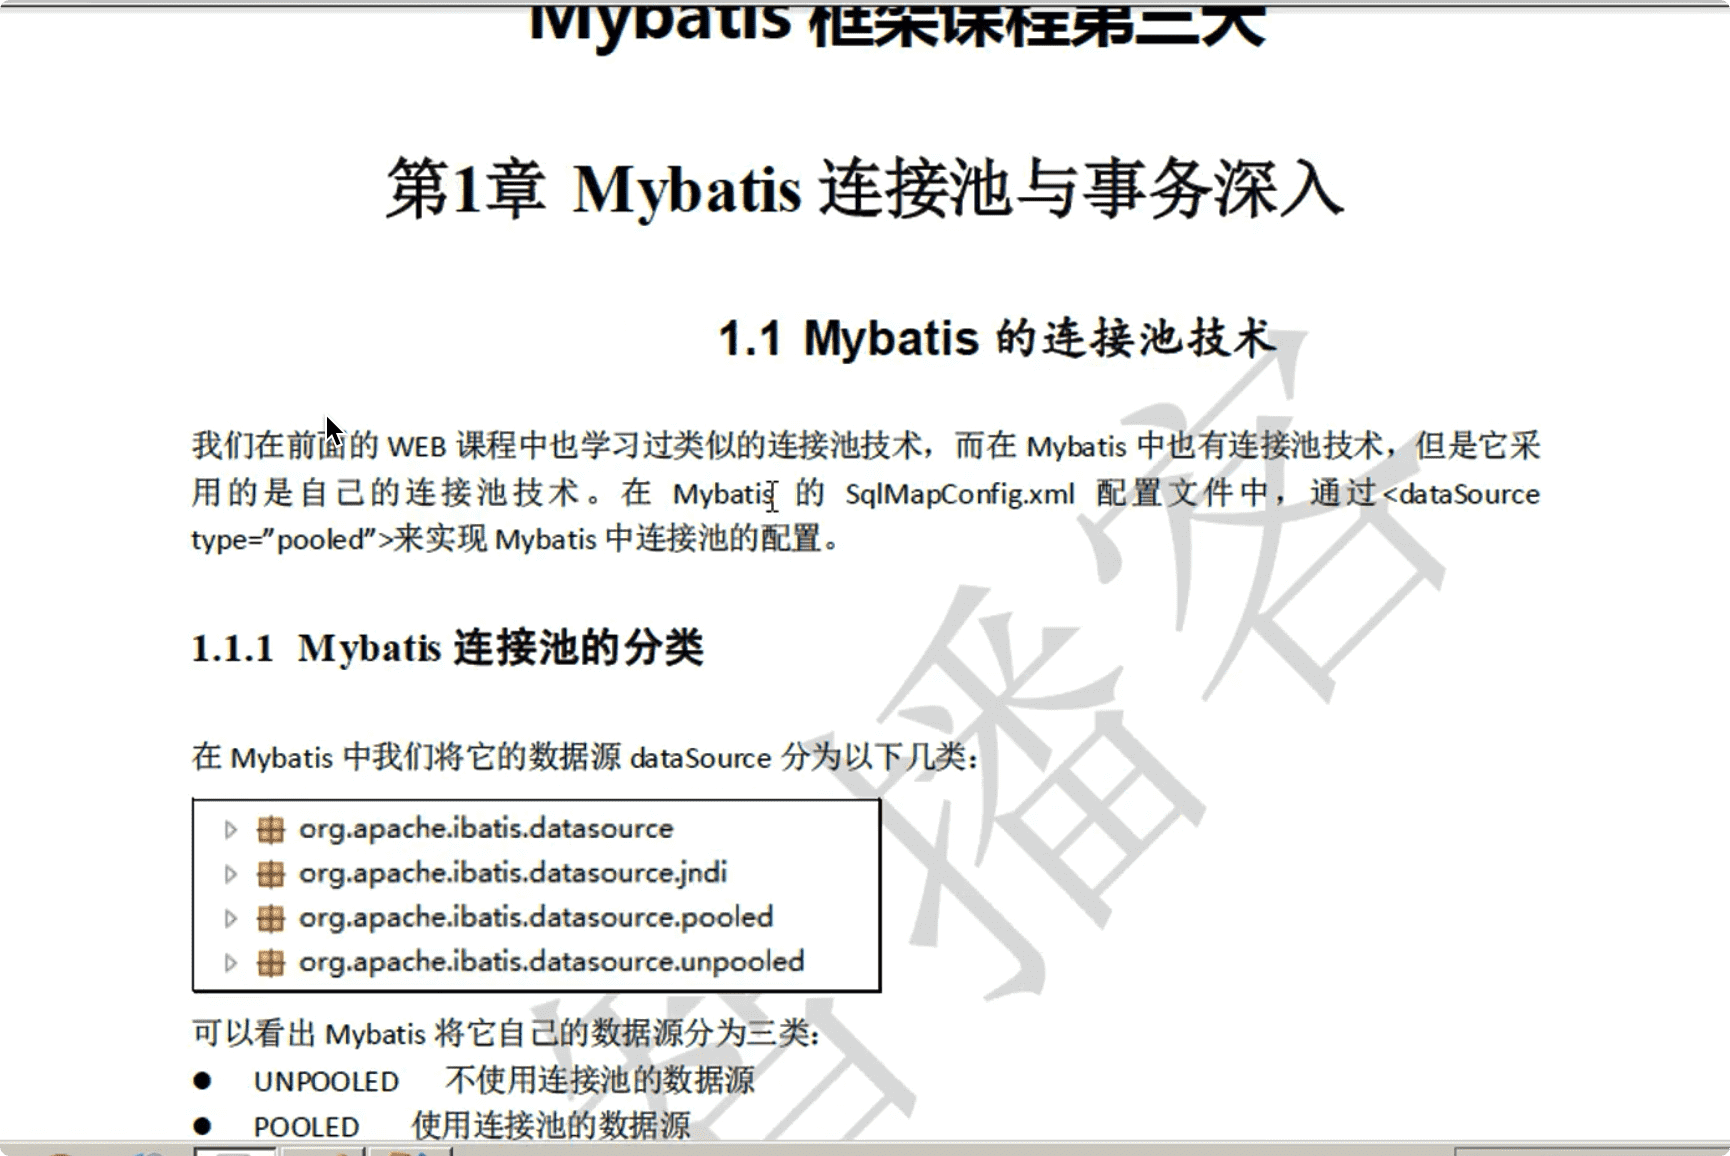 Mybatis 框架课程第三天
第1章 Mybatis 连接池与事务深入
1.1 Mybatis 的连接池技术
我们在前面的 WEB 课程中也学习过类似的连接池技术，而在 Mybatis 中也有连接池技术，但是它采
用的是自己的连接池技术。在 Mybatis 的 SqlMapConfig.xml 配置文件中，通过<dataSource
type=”pooled”>来实现 Mybatis 中连接池的配置。
1.1.1 Mybatis 连接池的分类
在 Mybatis 中我们将它的数据源 dataSource 分为以下几类：
org.apache.ibatis.datasource
org.apache.ibatis.datasource.jndi
org.apache.ibatis.datasource.pooled
org.apache.ibatis.datasource.unpooled
可以看出 Mybatis 将它自己的数据源分为三类：
● UNPOOLED 不使用连接池的数据源
● POOLED 使用连接池的数据源
智播客